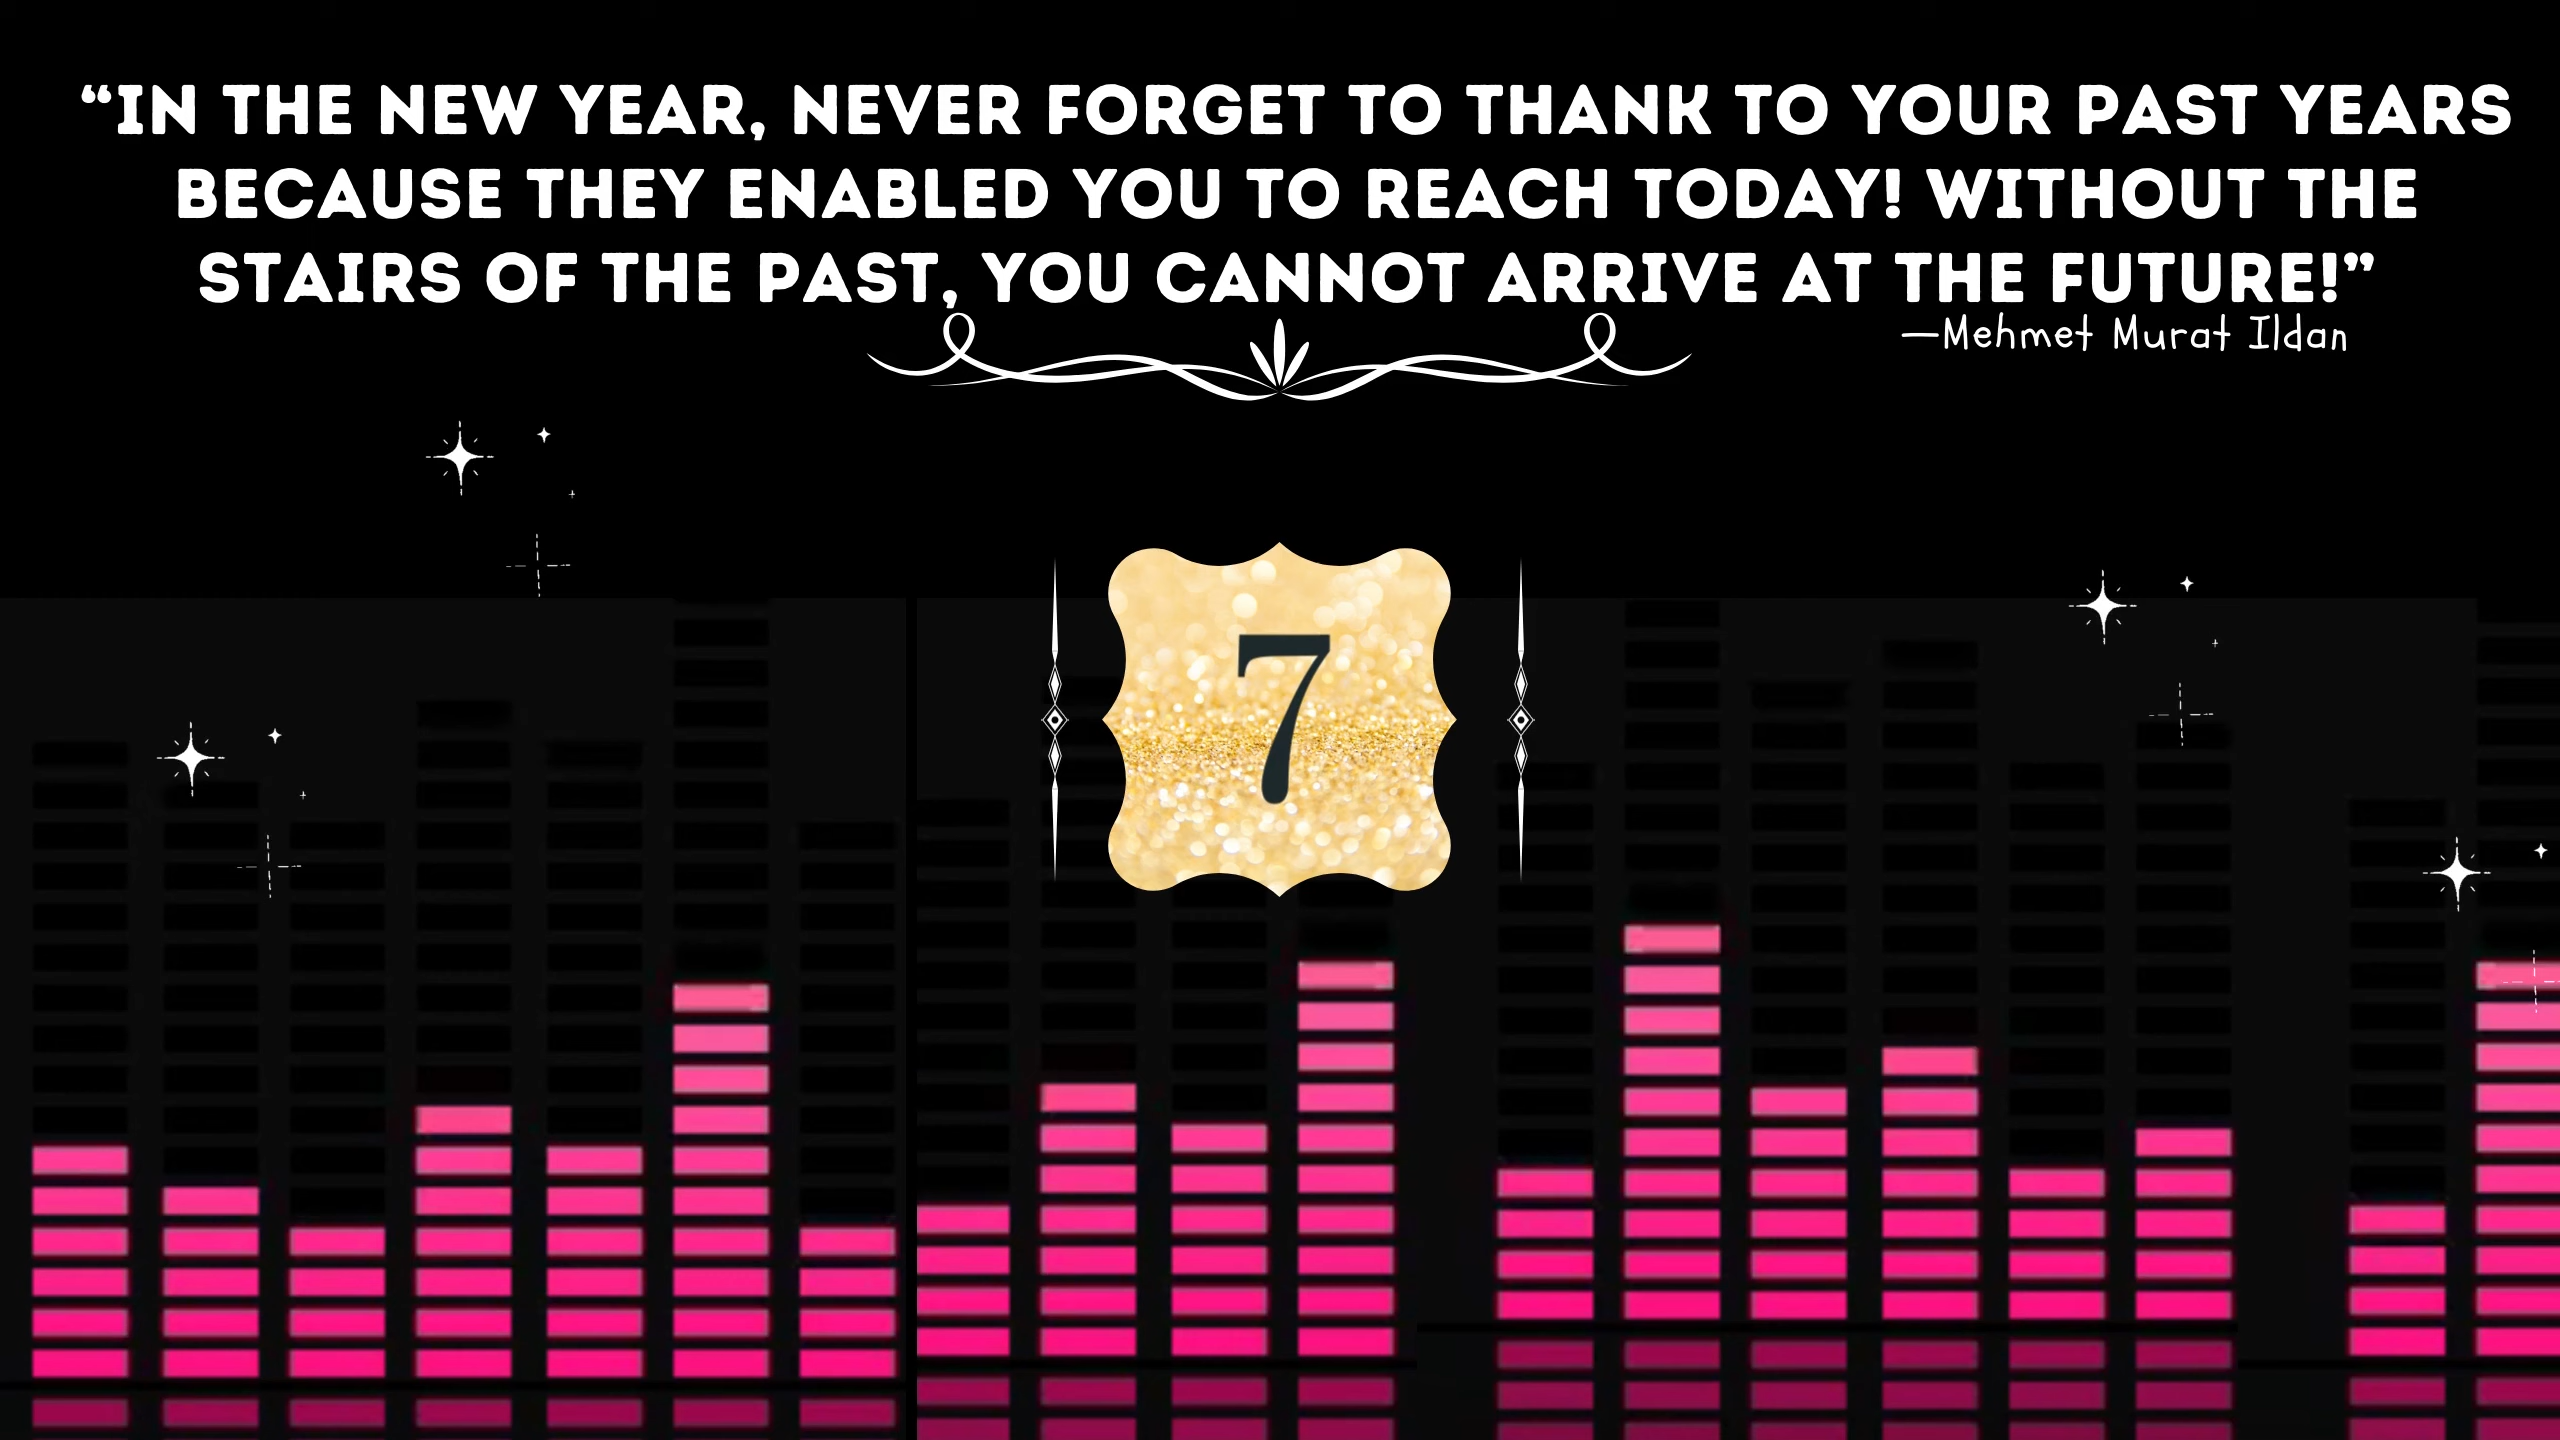 “IN THE NEW YEAR, NEVER FORGET TO THANK TO YOUR PAST YEARS
BECAUSE THEY ENABLED YOU TO REACH TODAY! WITHOUT THE
STAIRS OF THE PAST, YOU CANNOT ARRIVE AT THE FUTURE!”
—Mehmet Murat Ildan
7